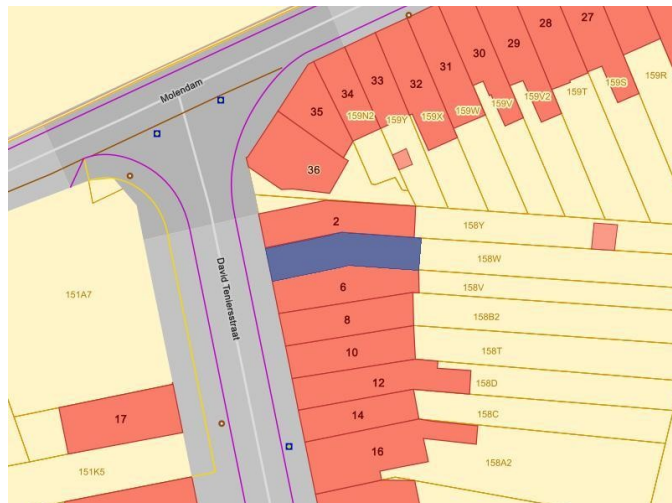 27
28
29
30
31
32
33
34
35
36
Molendam
159R
159S
159T
159V2
159V
159W
159X
159Y
159N2
2
158Y
158W
David Teniersstraat
151A7
6
158V
8
158B2
10
158T
12
158D
14
158C
17
16
151K5
158A2